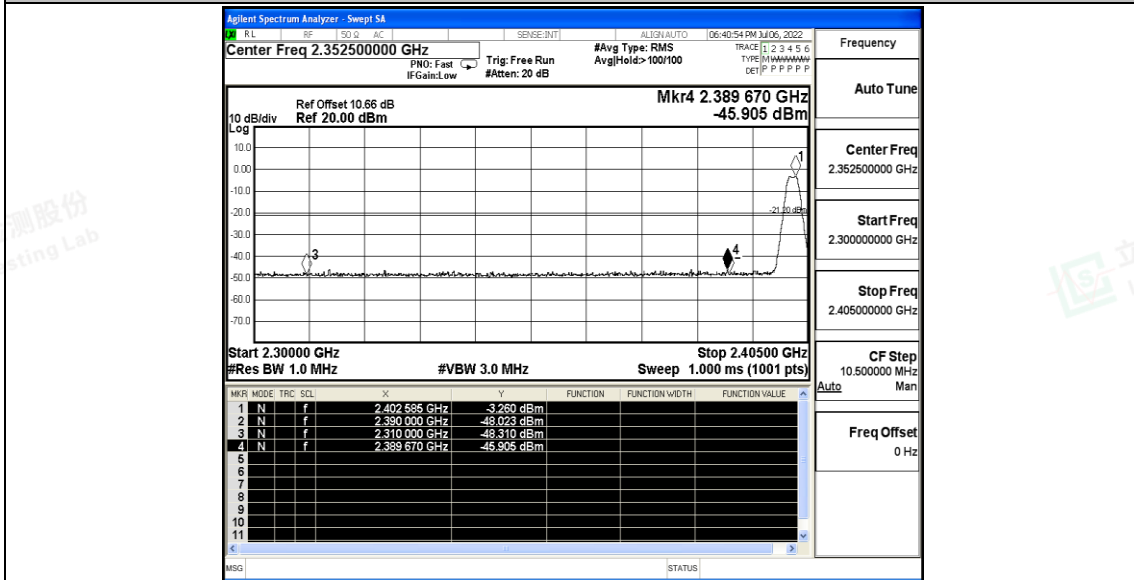 Agilent Spectrum Analyzer - Swept SA
RL RF 50 Ω AC SENSE:INT ALIGN AUTO 06:40:54 PM Jul 06, 2022
Center Freq 2.352500000 GHz
PNO: Fast
IFGain:Low
Trig: Free Run
#Atten: 20 dB
#Avg Type: RMS
Avg|Hold:>100/100
TRACE 1 2 3 4 5 6
TYPE M
DET P P P P P P
Mkr4 2.389 670 GHz
-45.905 dBm
Ref Offset 10.66 dB
10 dB/div Ref 20.00 dBm
Log
10.0
0.00
-10.0
-20.0
-30.0
-40.0
-50.0
-60.0
-70.0
1
-21.20 dBm
3
4
Start 2.30000 GHz Stop 2.40500 GHz
#Res BW 1.0 MHz #VBW 3.0 MHz Sweep 1.000 ms (1001 pts)
MKR MODE TRC SCL X Y FUNCTION FUNCTION WIDTH FUNCTION VALUE
1 N f 2.402 585 GHz -3.260 dBm
2 N f 2.390 000 GHz -48.023 dBm
3 N f 2.310 000 GHz -48.310 dBm
4 N f 2.389 670 GHz -45.905 dBm
5
6
7
8
9
10
11
MSG STATUS
Frequency
Auto Tune
Center Freq
2.352500000 GHz
Start Freq
2.300000000 GHz
Stop Freq
2.405000000 GHz
CF Step
10.500000 MHz
Auto Man
Freq Offset
0 Hz
测股份
sting Lab
立